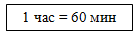 1 час = 60 мин